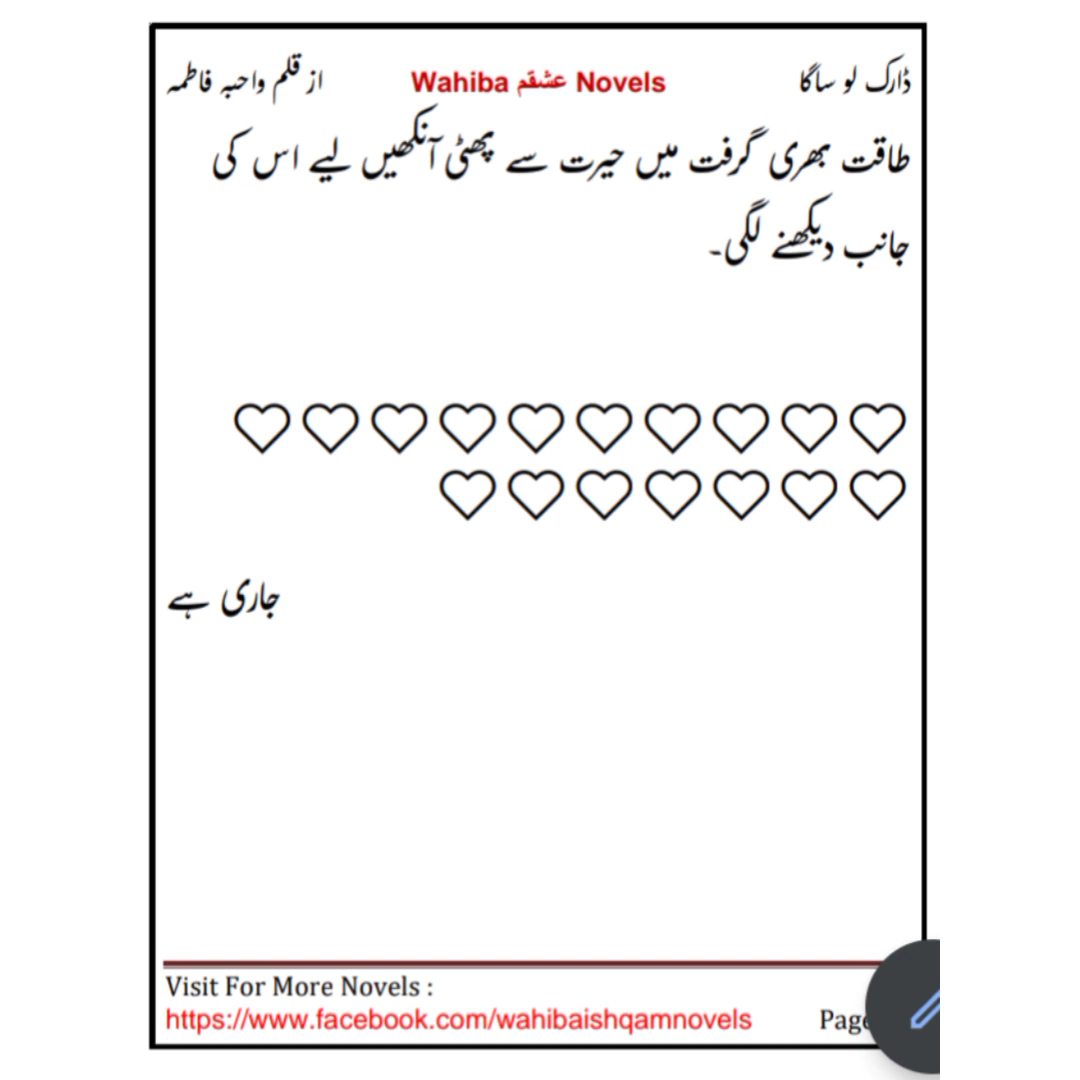 ڈارک لو ساگا Wahiba عشقم Novels از قلم واحبہ فاطمہ
طاقت بھری گرفت میں حیرت سے پھٹی آنکھیں لیے اس کی
جانب دیکھنے لگی۔
♡♡♡♡♡♡♡♡♡♡
♡♡♡♡♡♡♡
جاری ہے
Visit For More Novels :
https://www.facebook.com/wahibaishqamnovels Page